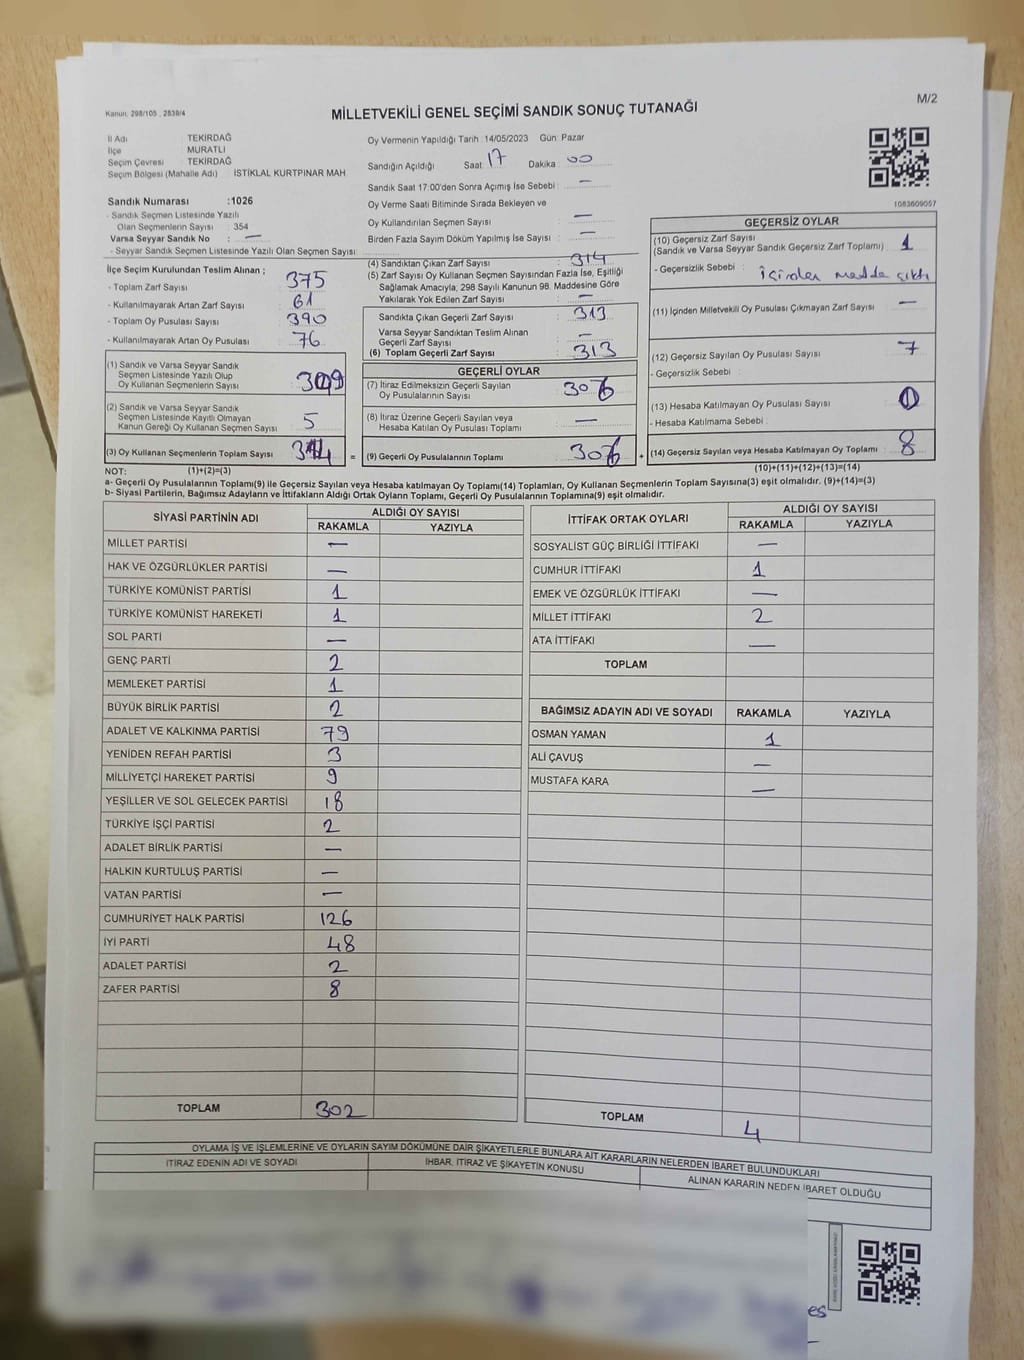 Kanun: 298/105 , 2839/4
MİLLETVEKİLİ GENEL SEÇİMİ SANDIK SONUÇ TUTANAĞI
M/2
İl Adı : TEKİRDAĞ
İlçe : MURATLI
Seçim Çevresi : TEKİRDAĞ
Seçim Bölgesi (Mahalle Adı) : İSTİKLAL KURTPINAR MAH.
Sandık Numarası :1026
- Sandık Seçmen Listesinde Yazılı
Olan Seçmenlerin Sayısı : 354
Varsa Seyyar Sandık No : —
- Seyyar Sandık Seçmen Listesinde Yazılı Olan Seçmen Sayısı :
Oy Vermenin Yapıldığı Tarih :14/05/2023 Gün: Pazar
Sandığın Açıldığı Saat 17 Dakika 00
Sandık Saat 17:00'den Sonra Açılmış İse Sebebi : —
Oy Verme Saati Bitiminde Sırada Bekleyen ve
Oy Kullandırılan Seçmen Sayısı : —
Birden Fazla Sayım Döküm Yapılmış İse Sayısı : —
1083609057
İlçe Seçim Kurulundan Teslim Alınan ;
- Toplam Zarf Sayısı : 375
- Kullanılmayarak Artan Zarf Sayısı : 61
- Toplam Oy Pusulası Sayısı : 390
- Kullanılmayarak Artan Oy Pusulası : 76
(1) Sandık ve Varsa Seyyar Sandık
Seçmen Listesinde Yazılı Olup
Oy Kullanan Seçmenlerin Sayısı : 309
(2) Sandık ve Varsa Seyyar Sandık
Seçmen Listesinde Kayıtlı Olmayan
Kanun Gereği Oy Kullanan Seçmen Sayısı : 5
(3) Oy Kullanan Seçmenlerin Toplam Sayısı : 314 =
(4) Sandıktan Çıkan Zarf Sayısı : 314
(5) Zarf Sayısı Oy Kullanan Seçmen Sayısından Fazla İse, Eşitliği
Sağlamak Amacıyla, 298 Sayılı Kanunun 98. Maddesine Göre
Yakılarak Yok Edilen Zarf Sayısı : —
Sandıkta Çıkan Geçerli Zarf Sayısı : 313
Varsa Seyyar Sandıktan Teslim Alınan
Geçerli Zarf Sayısı : —
(6) Toplam Geçerli Zarf Sayısı : 313
GEÇERLİ OYLAR
(7) İtiraz Edilmeksizin Geçerli Sayılan
Oy Pusulalarının Sayısı : 306
(8) İtiraz Üzerine Geçerli Sayılan veya
Hesaba Katılan Oy Pusulası Toplamı : —
(9) Geçerli Oy Pusulalarının Toplamı : 306 +
GEÇERSİZ OYLAR
(10) Geçersiz Zarf Sayısı
(Sandık ve Varsa Seyyar Sandık Geçersiz Zarf Toplamı) : 1
- Geçersizlik Sebebi : İçinden madde çıktı
(11) İçinden Milletvekili Oy Pusulası Çıkmayan Zarf Sayısı : —
(12) Geçersiz Sayılan Oy Pusulası Sayısı : 7
- Geçersizlik Sebebi :
(13) Hesaba Katılmayan Oy Pusulası Sayısı : 0
- Hesaba Katılmama Sebebi :
(14) Geçersiz Sayılan veya Hesaba Katılmayan Oy Toplamı : 8
NOT: (1)+(2)=(3)
(10)+(11)+(12)+(13)=(14)
a- Geçerli Oy Pusulalarının Toplamı(9) ile Geçersiz Sayılan veya Hesaba katılmayan Oy Toplamı(14) Toplamları, Oy Kullanan Seçmenlerin Toplam Sayısına(3) eşit olmalıdır. (9)+(14)=(3)
b- Siyasi Partilerin, Bağımsız Adayların ve İttifakların Aldığı Ortak Oyların Toplamı, Geçerli Oy Pusulalarının Toplamına(9) eşit olmalıdır.
SİYASİ PARTİNİN ADI ALDIĞI OY SAYISI
RAKAMLA YAZIYLA
MİLLET PARTİSİ —
HAK VE ÖZGÜRLÜKLER PARTİSİ —
TÜRKİYE KOMÜNİST PARTİSİ 1
TÜRKİYE KOMÜNİST HAREKETİ 1
SOL PARTİ —
GENÇ PARTİ 2
MEMLEKET PARTİSİ 1
BÜYÜK BİRLİK PARTİSİ 2
ADALET VE KALKINMA PARTİSİ 79
YENİDEN REFAH PARTİSİ 3
MİLLİYETÇİ HAREKET PARTİSİ 9
YEŞİLLER VE SOL GELECEK PARTİSİ 18
TÜRKİYE İŞÇİ PARTİSİ 2
ADALET BİRLİK PARTİSİ —
HALKIN KURTULUŞ PARTİSİ —
VATAN PARTİSİ —
CUMHURİYET HALK PARTİSİ 126
İYİ PARTİ 48
ADALET PARTİSİ 2
ZAFER PARTİSİ 8
TOPLAM 302
İTTİFAK ORTAK OYLARI ALDIĞI OY SAYISI
RAKAMLA YAZIYLA
SOSYALİST GÜÇ BİRLİĞİ İTTİFAKI —
CUMHUR İTTİFAKI 1
EMEK VE ÖZGÜRLÜK İTTİFAKI —
MİLLET İTTİFAKI 2
ATA İTTİFAKI —
TOPLAM
BAĞIMSIZ ADAYIN ADI VE SOYADI RAKAMLA YAZIYLA
OSMAN YAMAN 1
ALİ ÇAVUŞ —
MUSTAFA KARA —
TOPLAM 4
OYLAMA İŞ VE İŞLEMLERİNE VE OYLARIN SAYIM DÖKÜMÜNE DAİR ŞİKAYETLERLE BUNLARA AİT KARARLARIN NELERDEN İBARET BULUNDUKLARI
İTİRAZ EDENİN ADI VE SOYADI İHBAR, İTİRAZ VE ŞİKAYETİN KONUSU ALINAN KARARIN NEDEN İBARET OLDUĞU
es